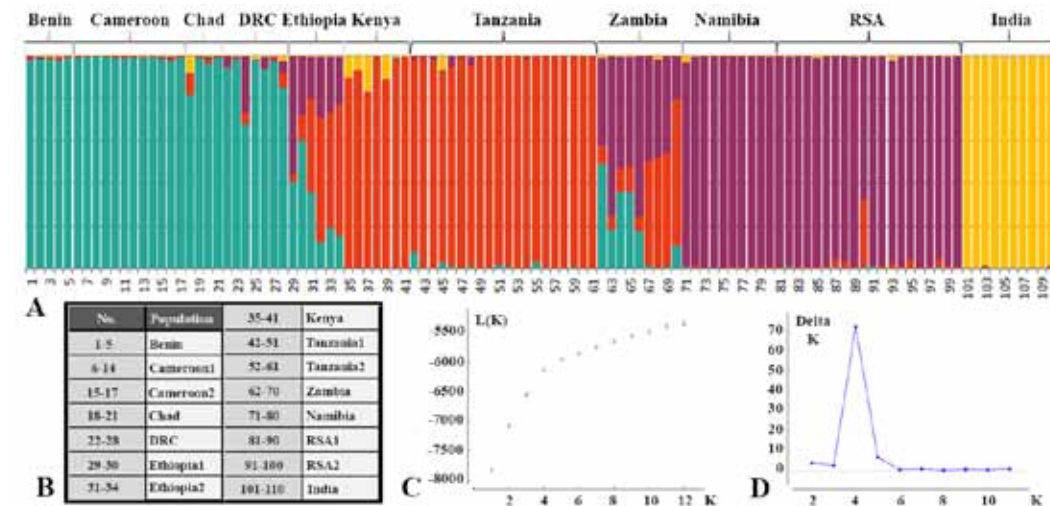 Benin Cameroon Chad DRC Ethiopia Kenya Tanzania Zambia Namibia RSA India
1 3 5 7 9 11 13 15 17 19 21 23 25 27 29 31 33 35 37 39 41 43 45 47 49 51 53 55 57 59 61 63 65 67 69 71 73 75 77 79 81 83 85 87 89 91 93 95 97 99 101 103 105 107 109
A
No. Population 35-41 Kenya
1-5 Benin 42-51 Tanzania1
6-14 Cameroon1 52-61 Tanzania2
15-17 Cameroon2 62-70 Zambia
18-21 Chad 71-80 Namibia
22-28 DRC 81-90 RSA1
29-30 Ethiopia1 91-100 RSA2
31-34 Ethiopia2 101-110 India
B
L(K)
-5500
-6000
-6500
-7000
-7500
-8000
2 4 6 8 10 12 K
C
Delta
K
70
60
50
40
30
20
10
0
2 4 6 8 10 K
D